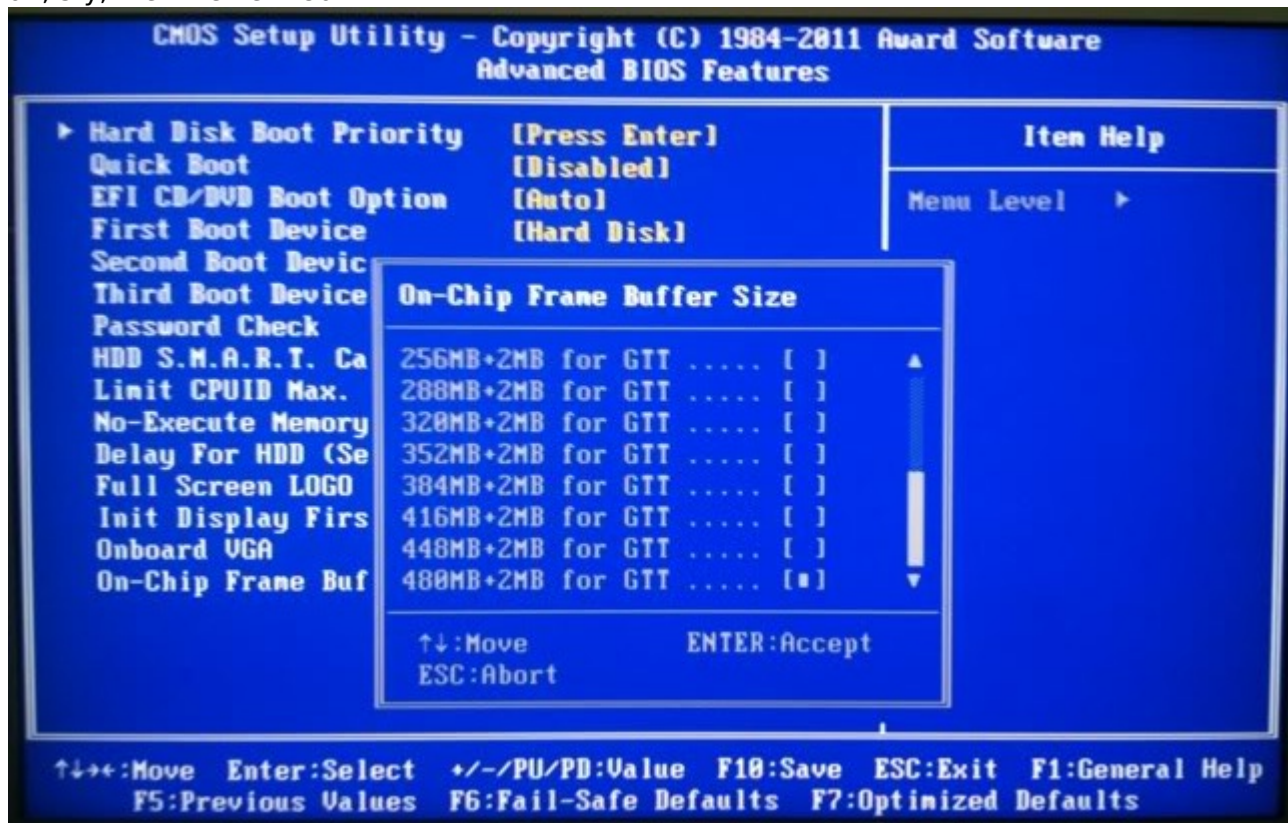 CMOS Setup Utility - Copyright (C) 1984-2011 Award Software
Advanced BIOS Features
▶ Hard Disk Boot Priority [Press Enter]
Quick Boot [Disabled]
EFI CD/DVD Boot Option [Auto]
First Boot Device [Hard Disk]
Second Boot Devic
Third Boot Device
Password Check
HDD S.M.A.R.T. Ca
Limit CPUID Max.
No-Execute Memory
Delay For HDD (Se
Full Screen LOGO
Init Display Firs
Onboard VGA
On-Chip Frame Buf
On-Chip Frame Buffer Size
256MB+2MB for GTT ..... [ ]
288MB+2MB for GTT ..... [ ]
320MB+2MB for GTT ..... [ ]
352MB+2MB for GTT ..... [ ]
384MB+2MB for GTT ..... [ ]
416MB+2MB for GTT ..... [ ]
448MB+2MB for GTT ..... [ ]
480MB+2MB for GTT ..... [■]
↑↓:Move ENTER:Accept
ESC:Abort
Item Help
Menu Level ▶
↑↓→←:Move Enter:Select +/-/PU/PD:Value F10:Save ESC:Exit F1:General Help
F5:Previous Values F6:Fail-Safe Defaults F7:Optimized Defaults